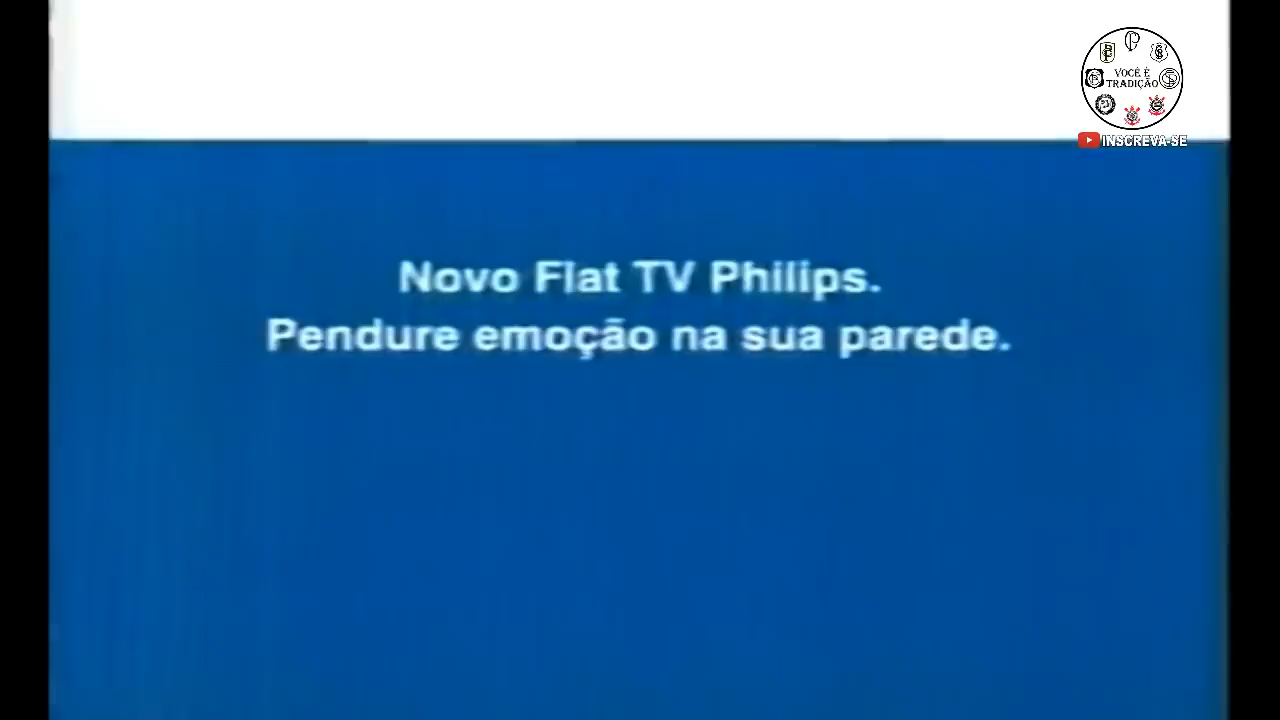 VOCÊ É
TRADIÇÃO
INSCREVA-SE
Novo Flat TV Philips.
Pendure emoção na sua parede.